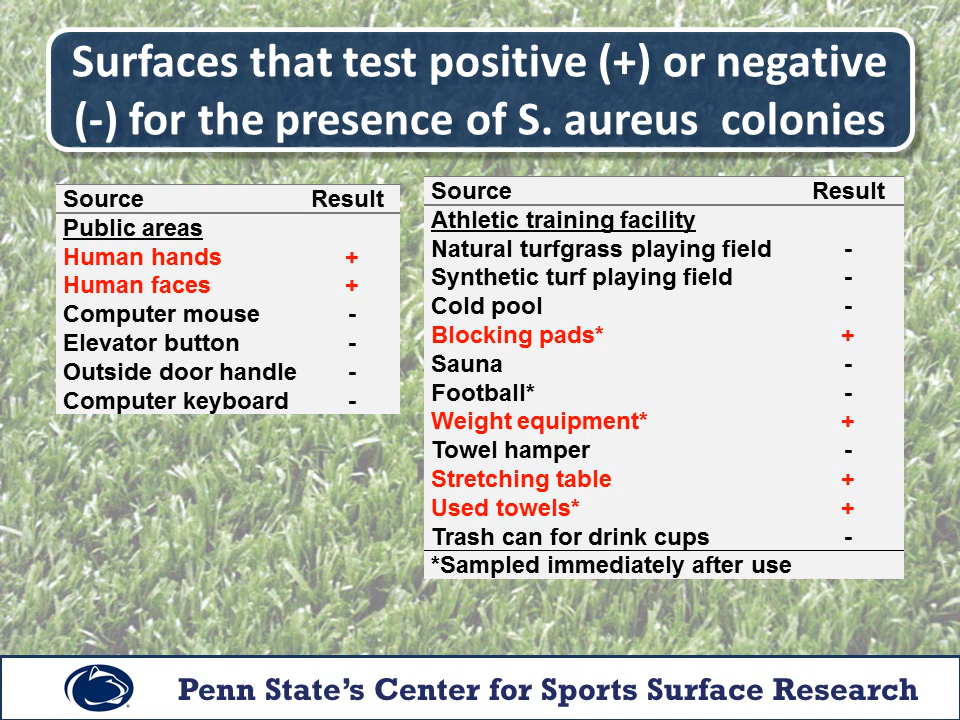 Surfaces that test positive (+) or negative
(-) for the presence of S. aureus colonies
Source Result
Public areas
Human hands +
Human faces +
Computer mouse -
Elevator button -
Outside door handle -
Computer keyboard -
Source Result
Athletic training facility
Natural turfgrass playing field -
Synthetic turf playing field -
Cold pool -
Blocking pads* +
Sauna -
Football* -
Weight equipment* +
Towel hamper -
Stretching table +
Used towels* +
Trash can for drink cups -
*Sampled immediately after use
Penn State’s Center for Sports Surface Research